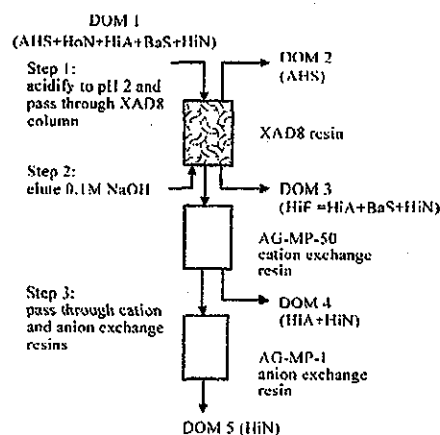 DOM 1
(AHS+HoN+HiA+BaS+HiN)
Step 1:
acidify to pH 2 and
pass through XAD8
column
DOM 2
(AHS)
XAD8 resin
Step 2:
elute 0.1M NaOH
DOM 3
(HiF =HiA+BaS+HiN)
AG-MP-50
cation exchange
resin
Step 3:
pass through cation
and anion exchange
resins
DOM 4
(HiA+HiN)
AG-MP-1
anion exchange
resin
DOM 5 (HiN)